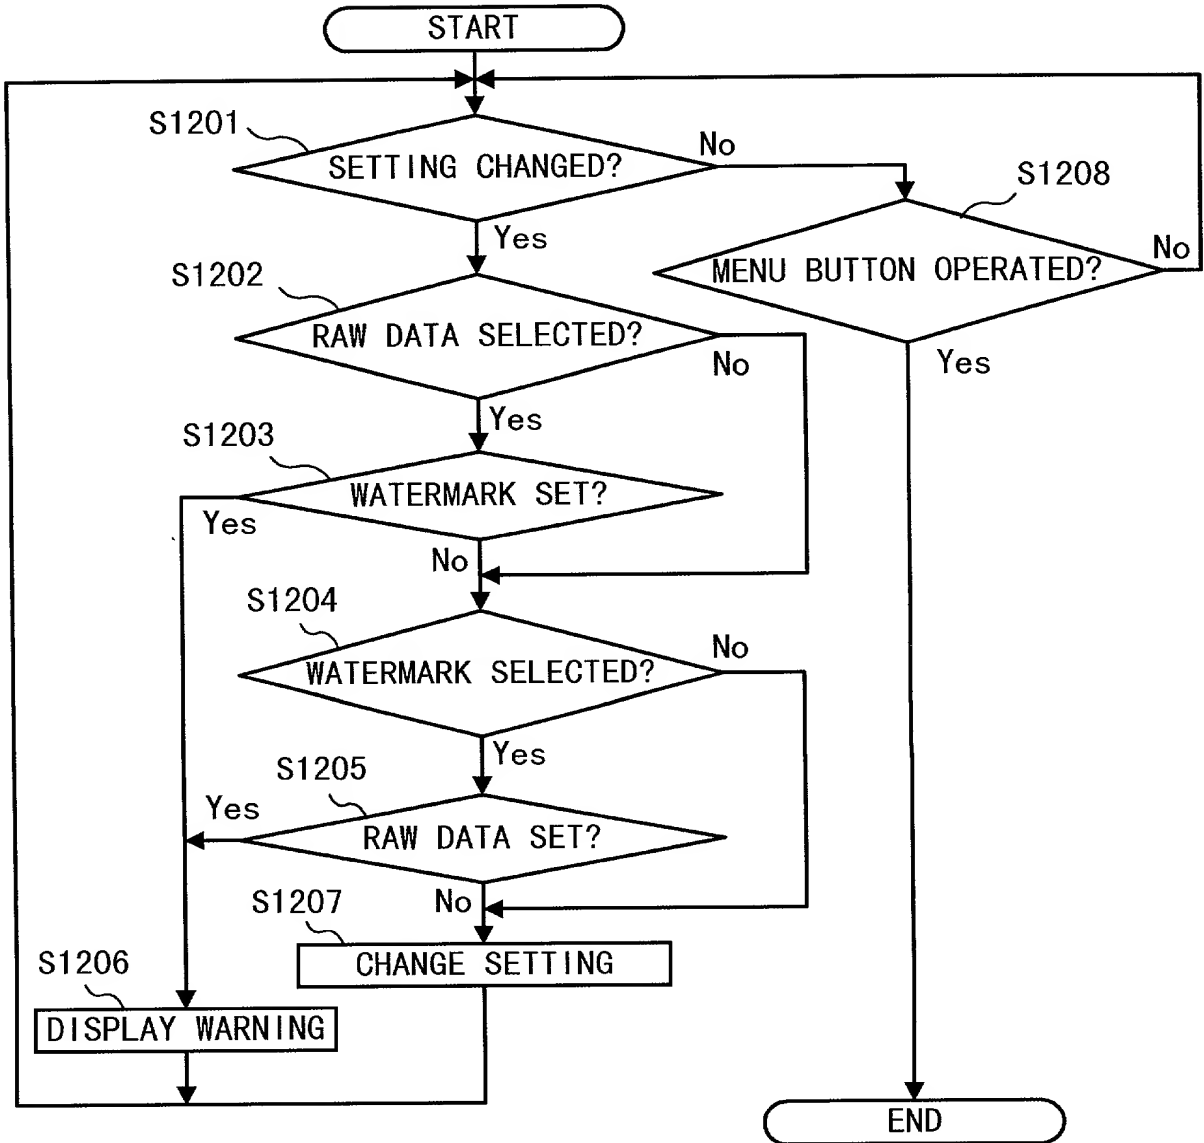 START
S1201
SETTING CHANGED?
No
S1208
Yes
MENU BUTTON OPERATED?
No
S1202
RAW DATA SELECTED?
No
Yes
Yes
S1203
WATERMARK SET?
Yes
No
S1204
WATERMARK SELECTED?
No
Yes
S1205
Yes
RAW DATA SET?
No
S1207
CHANGE SETTING
S1206
DISPLAY WARNING
END